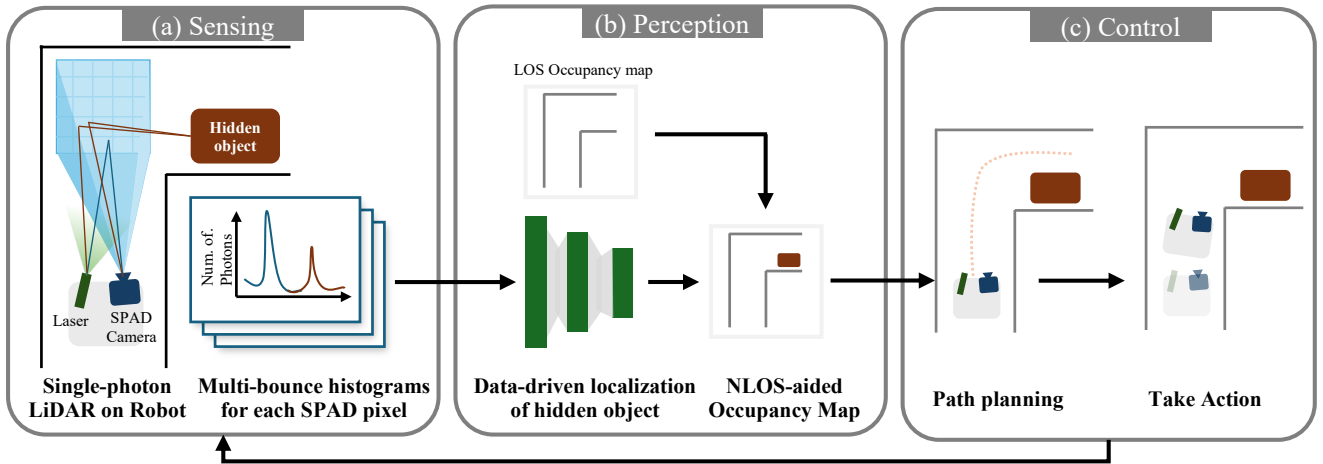 (a) Sensing
Hidden
object
Num. of.
Photons
Laser
SPAD
Camera
Single-photon
LiDAR on Robot
Multi-bounce histograms
for each SPAD pixel
(b) Perception
LOS Occupancy map
Data-driven localization
of hidden object
NLOS-aided
Occupancy Map
(c) Control
Path planning
Take Action